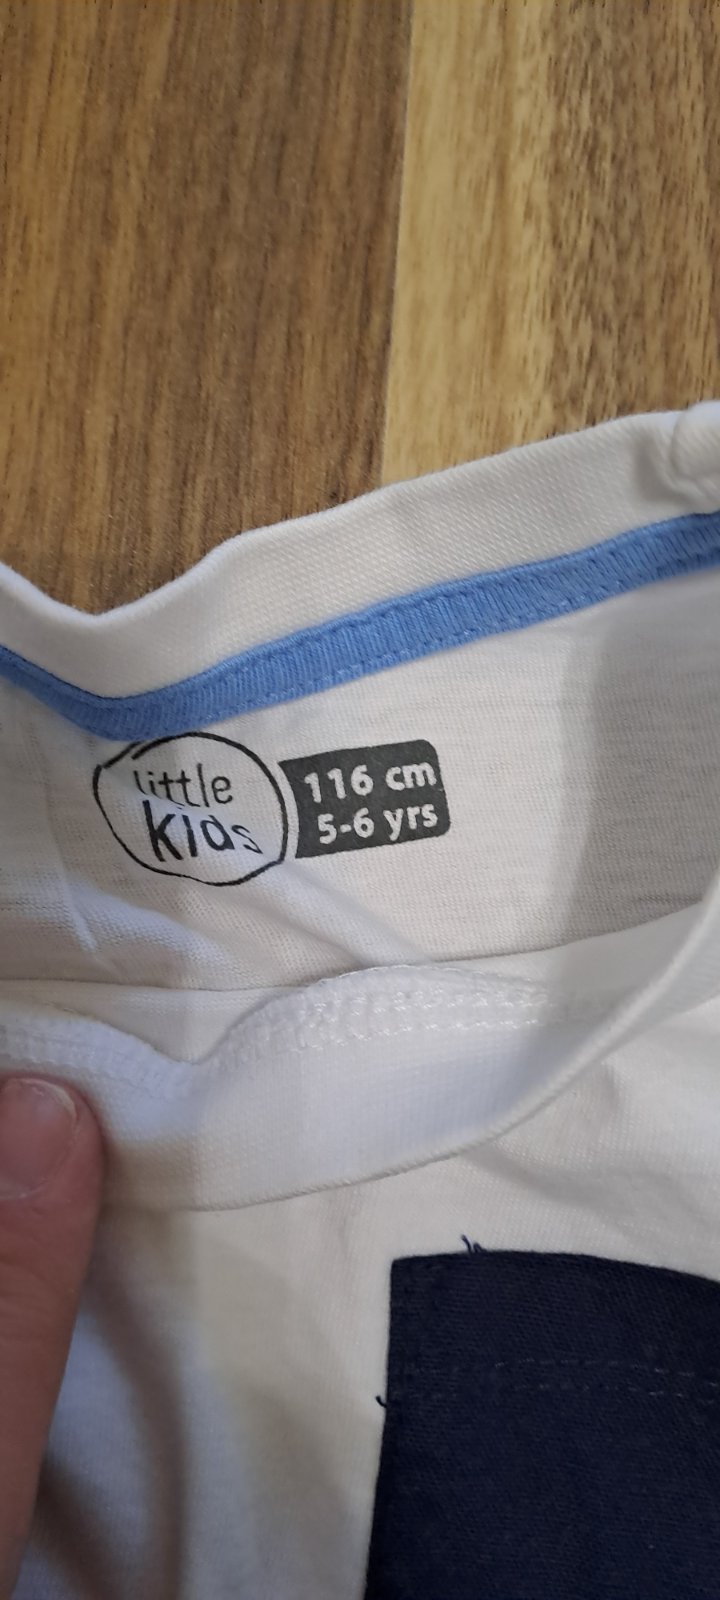 little
kids
116 cm
5-6 yrs